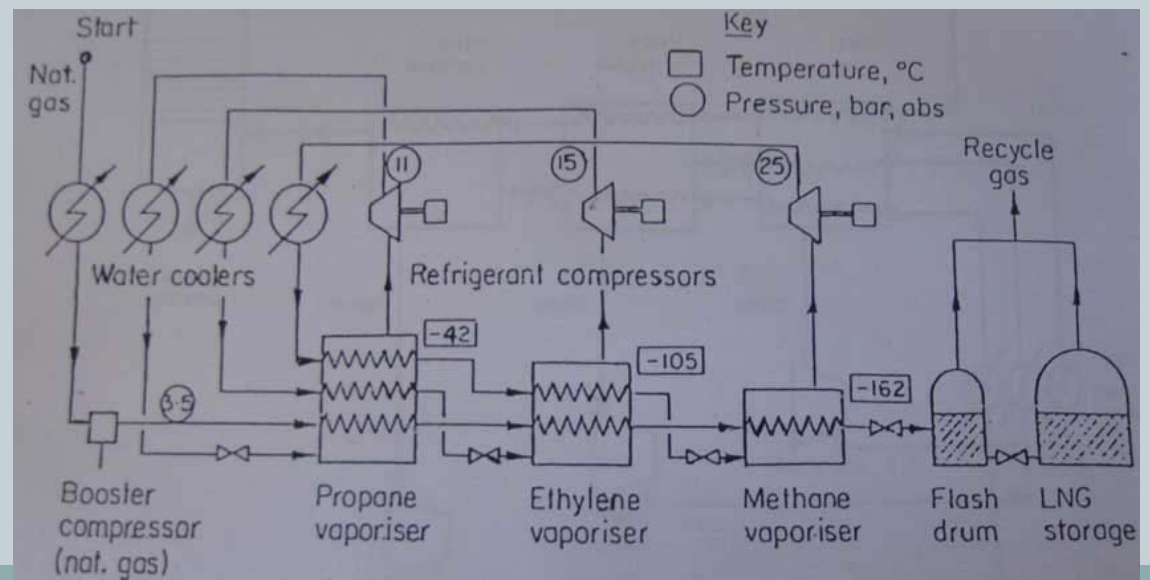 Start
Nat.
gas
Key
Temperature, °C
Pressure, bar, abs
Recycle
gas
11
15
25
Water coolers
Refrigerant compressors
-42
-105
-162
3·5
Booster
compressor
(nat. gas)
Propane
vaporiser
Ethylene
vaporiser
Methane
vaporiser
Flash
drum
LNG
storage